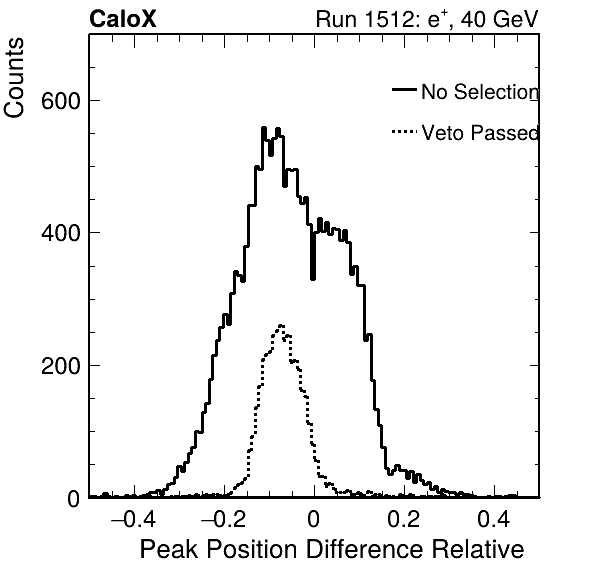 CaloX Run 1512: e+, 40 GeV
Counts
No Selection
Veto Passed
600
400
200
0
−0.4 −0.2 0 0.2 0.4
Peak Position Difference Relative